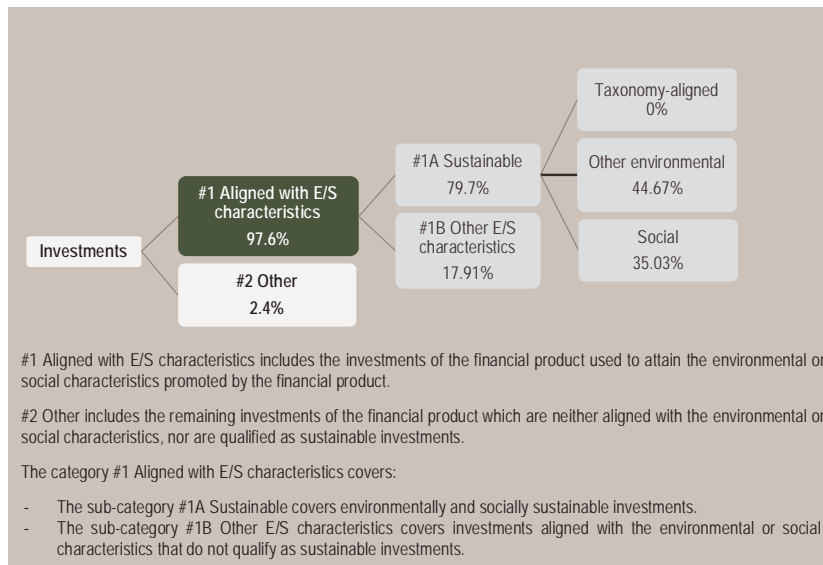 Taxonomy-aligned
0%
#1A Sustainable
79.7%
Other environmental
44.67%
#1 Aligned with E/S
characteristics
97.6%
#1B Other E/S
characteristics
17.91%
Social
35.03%
Investments
#2 Other
2.4%
#1 Aligned with E/S characteristics includes the investments of the financial product used to attain the environmental or
social characteristics promoted by the financial product.
#2 Other includes the remaining investments of the financial product which are neither aligned with the environmental or
social characteristics, nor are qualified as sustainable investments.
The category #1 Aligned with E/S characteristics covers:
- The sub-category #1A Sustainable covers environmentally and socially sustainable investments.
- The sub-category #1B Other E/S characteristics covers investments aligned with the environmental or social
characteristics that do not qualify as sustainable investments.